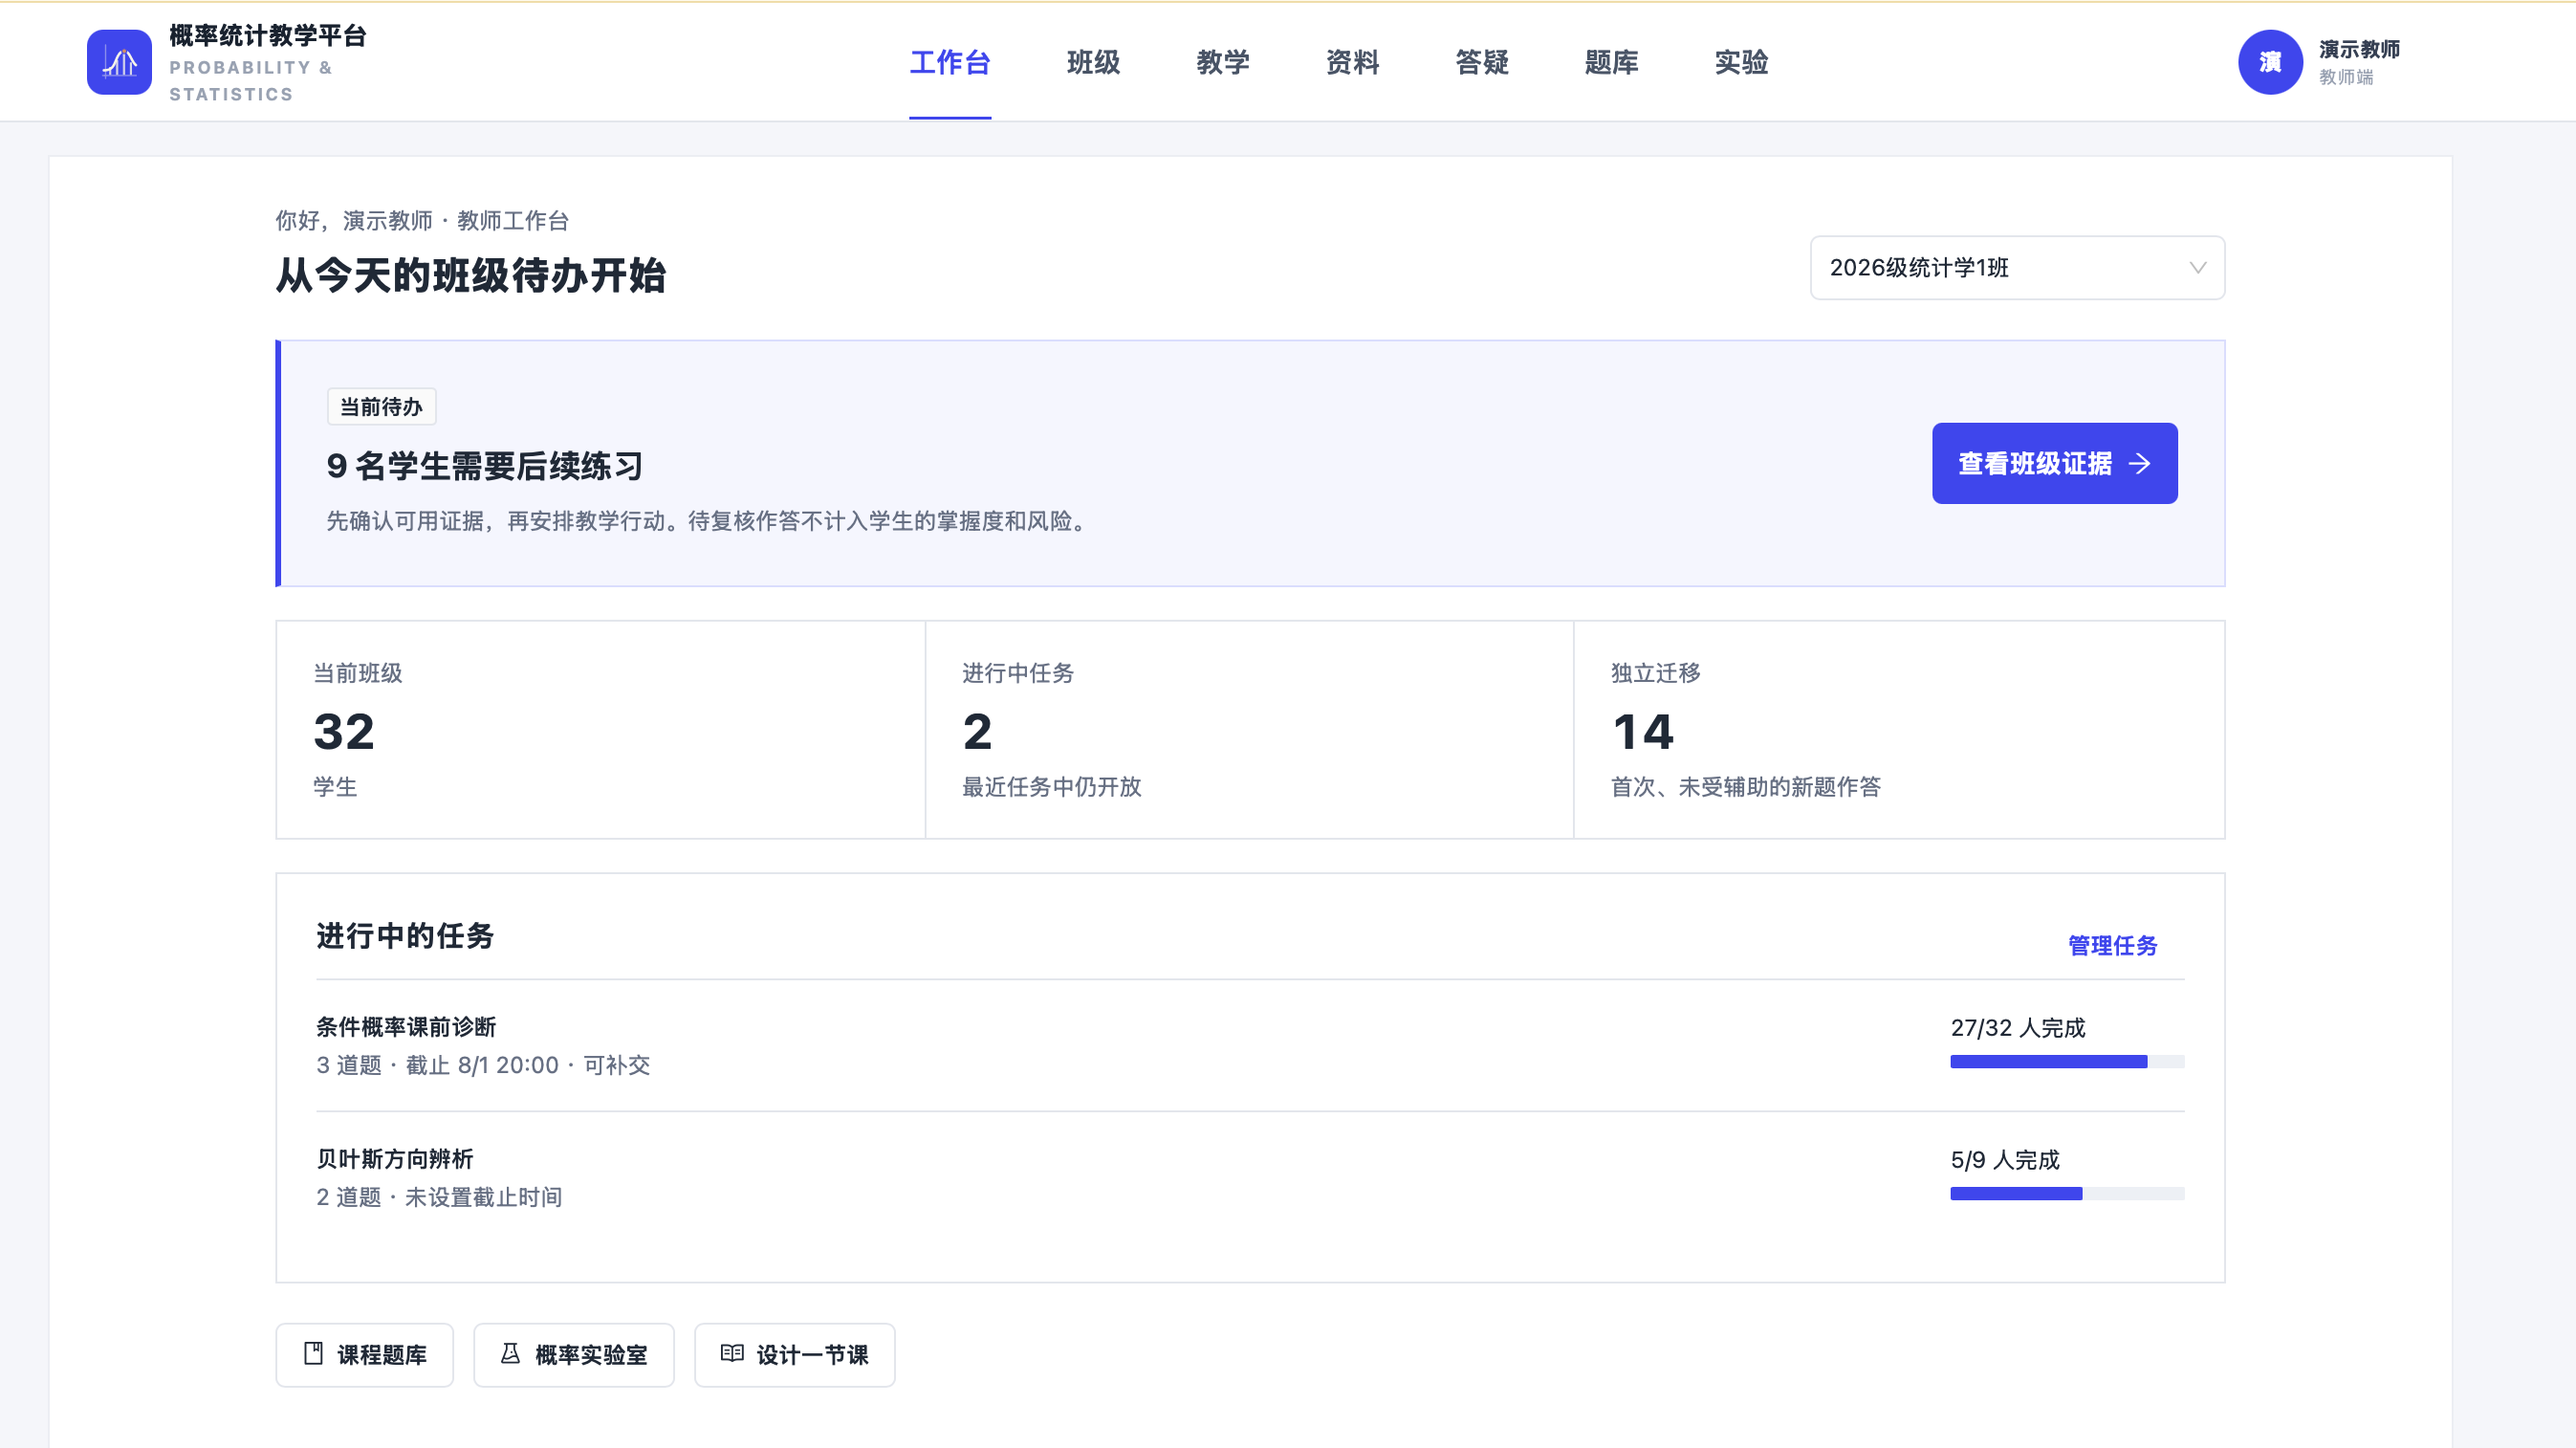 概率统计教学平台
PROBABILITY &
STATISTICS
工作台
班级
教学
资料
答疑
题库
实验
演
演示教师
教师端
你好，演示教师 · 教师工作台
从今天的班级待办开始
2026级统计学1班
当前待办
9 名学生需要后续练习
先确认可用证据，再安排教学行动。待复核作答不计入学生的掌握度和风险。
查看班级证据 →
当前班级
32
学生
进行中任务
2
最近任务中仍开放
独立迁移
14
首次、未受辅助的新题作答
进行中的任务
管理任务
条件概率课前诊断
3 道题 · 截止 8/1 20:00 · 可补交
27/32 人完成
贝叶斯方向辨析
2 道题 · 未设置截止时间
5/9 人完成
课程题库
概率实验室
设计一节课